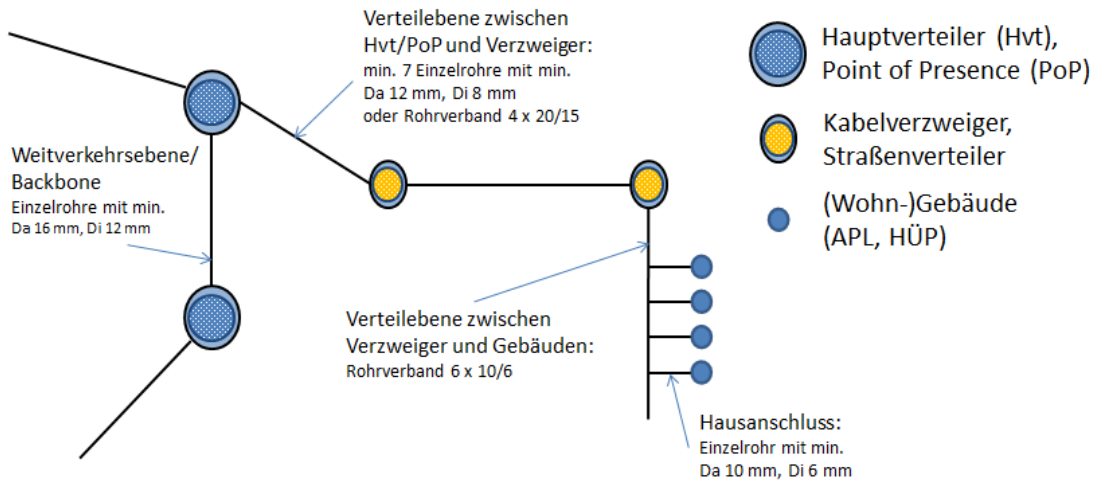 Verteilebene zwischen
Hvt/PoP und Verzweiger:
min. 7 Einzelrohre mit min.
Da 12 mm, Di 8 mm
oder Rohrverband 4 x 20/15
Weitverkehrsebene/
Backbone
Einzelrohre mit min.
Da 16 mm, Di 12 mm
Verteilebene zwischen
Verzweiger und Gebäuden:
Rohrverband 6 x 10/6
Hausanschluss:
Einzelrohr mit min.
Da 10 mm, Di 6 mm
Hauptverteiler (Hvt),
Point of Presence (PoP)
Kabelverzweiger,
Straßenverteiler
(Wohn-)Gebäude
(APL, HÜP)